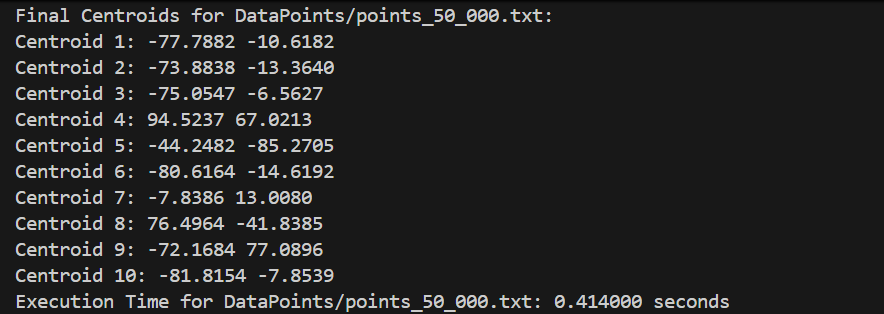 Final Centroids for DataPoints/points_50_000.txt:
Centroid 1: -77.7882 -10.6182
Centroid 2: -73.8838 -13.3640
Centroid 3: -75.0547 -6.5627
Centroid 4: 94.5237 67.0213
Centroid 5: -44.2482 -85.2705
Centroid 6: -80.6164 -14.6192
Centroid 7: -7.8386 13.0080
Centroid 8: 76.4964 -41.8385
Centroid 9: -72.1684 77.0896
Centroid 10: -81.8154 -7.8539
Execution Time for DataPoints/points_50_000.txt: 0.414000 seconds